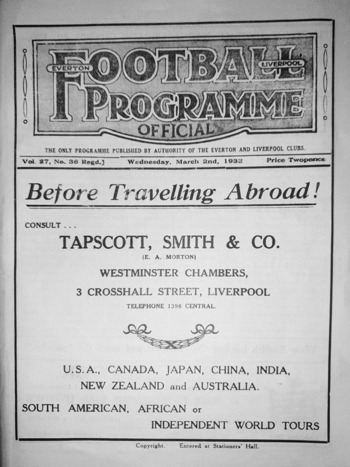 EVERTON LIVERPOOL
FOOTBALL
PROGRAMME
OFFICIAL
THE ONLY PROGRAMME PUBLISHED BY AUTHORITY OF THE EVERTON AND LIVERPOOL CLUBS.
Vol. 27, No. 36 Regd.] Wednesday, March 2nd, 1932 Price Twopence
Before Travelling Abroad!
CONSULT . . .
TAPSCOTT, SMITH & CO.
(E. A. MORTON)
WESTMINSTER CHAMBERS,
3 CROSSHALL STREET, LIVERPOOL
TELEPHONE 1396 CENTRAL.
U.S.A., CANADA, JAPAN, CHINA, INDIA,
NEW ZEALAND and AUSTRALIA.
SOUTH AMERICAN, AFRICAN or
INDEPENDENT WORLD TOURS
Copyright. Entered at Stationers' Hall.